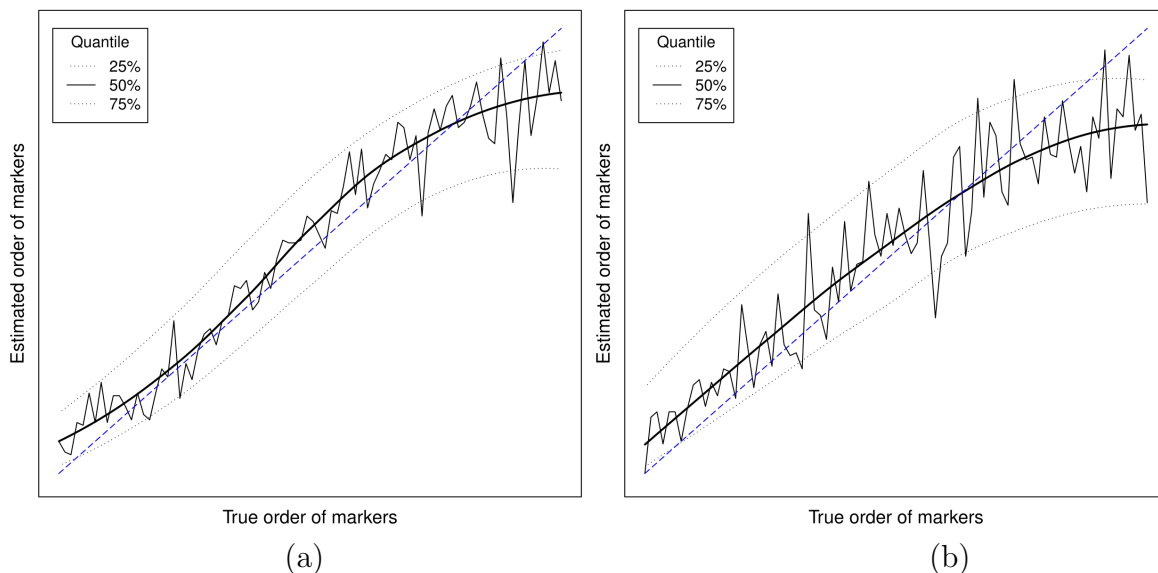 Quantile
25%
50%
75%
Estimated order of markers
True order of markers
(a)
Quantile
25%
50%
75%
Estimated order of markers
True order of markers
(b)